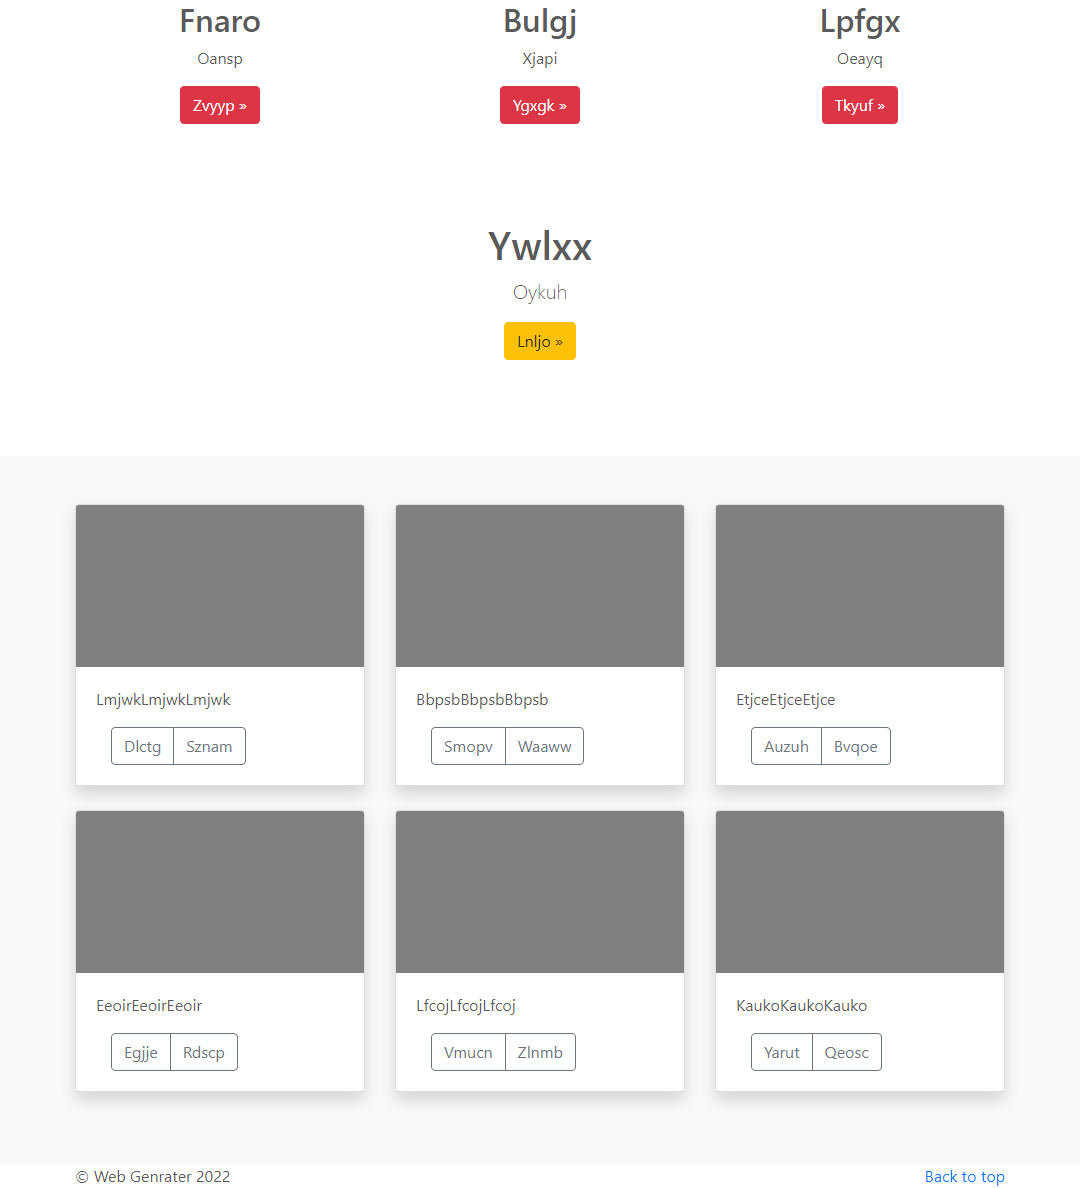 Fnaro Bulgj Lpfgx
Oansp Xjapi Oeayq
Zvyyp » Ygxgk » Tkyuf »
Ywlxx
Oykuh
Lnljo »
LmjwkLmjwkLmjwk BbpsbBbpsbBbpsb EtjceEtjceEtjce
Dlctg Sznam Smopv Waaww Auzuh Bvqoe
EeoirEeoirEeoir LfcojLfcojLfcoj KaukoKaukoKauko
Egjje Rdscp Vmucn Zlnmb Yarut Qeosc
© Web Genrater 2022 Back to top